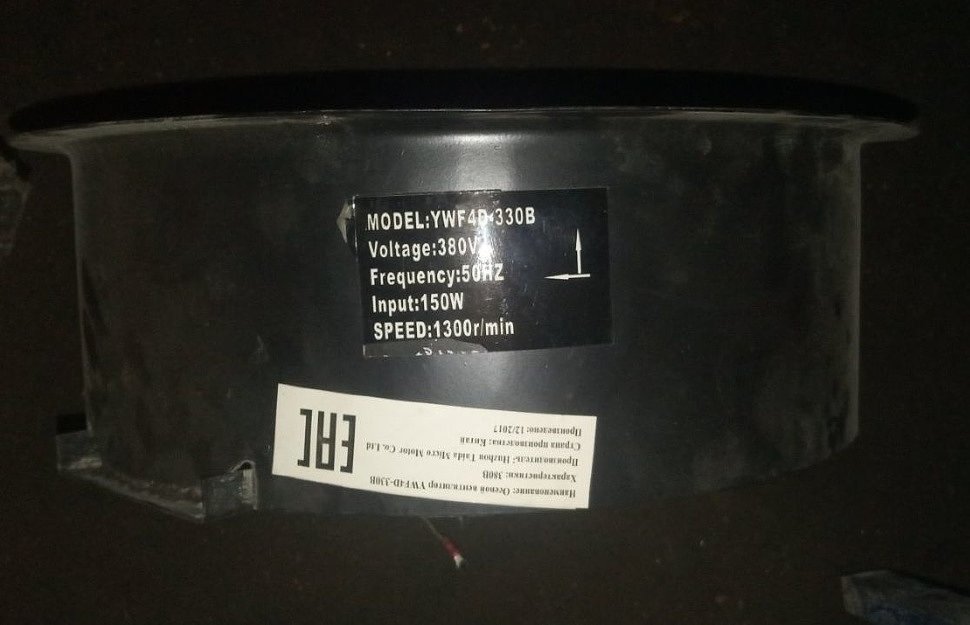 MODEL:YWF4D-330B
Voltage:380V
Frequency:50HZ
Input:150W
SPEED:1300r/min
EAC
Наименование: Осевой вентилятор YWF4D-330B
Характеристики: 380В
Производитель: Huzhou Taida Micro Motor Co. Ltd
Страна производства: Китай
Произведено: 12/2017